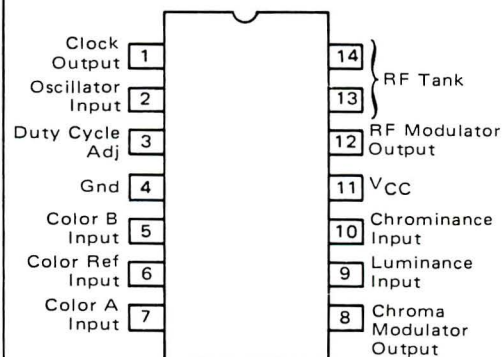 Clock
Output
1
Oscillator
Input
2
Duty Cycle
Adj
3
Gnd
4
Color B
Input
5
Color Ref
Input
6
Color A
Input
7
14
13
RF Tank
12
RF Modulator
Output
11
VCC
10
Chrominance
Input
9
Luminance
Input
8
Chroma
Modulator
Output